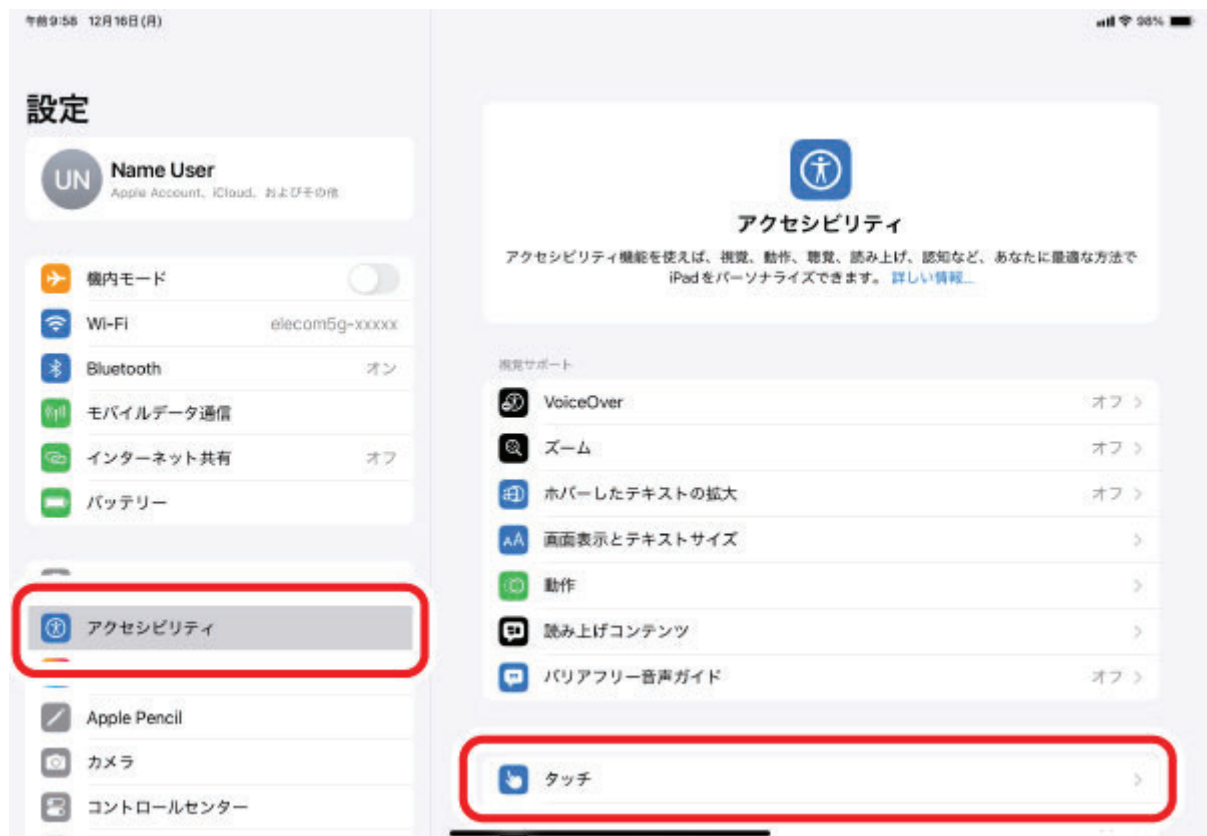 午前9:58 12月16日(月)
98%
設定
UN
Name User
Apple Account、iCloud、およびその他
機内モード
Wi-Fi elecom5g-xxxxx
Bluetooth オン
モバイルデータ通信
インターネット共有 オフ
バッテリー
アクセシビリティ
Apple Pencil
カメラ
コントロールセンター
アクセシビリティ
アクセシビリティ機能を使えば、視覚、動作、聴覚、読み上げ、認知など、あなたに最適な方法で
iPadをパーソナライズできます。 詳しい情報...
視覚サポート
VoiceOver オフ
ズーム オフ
ホバーしたテキストの拡大 オフ
AA 画面表示とテキストサイズ
動作
読み上げコンテンツ
バリアフリー音声ガイド オフ
タッチ